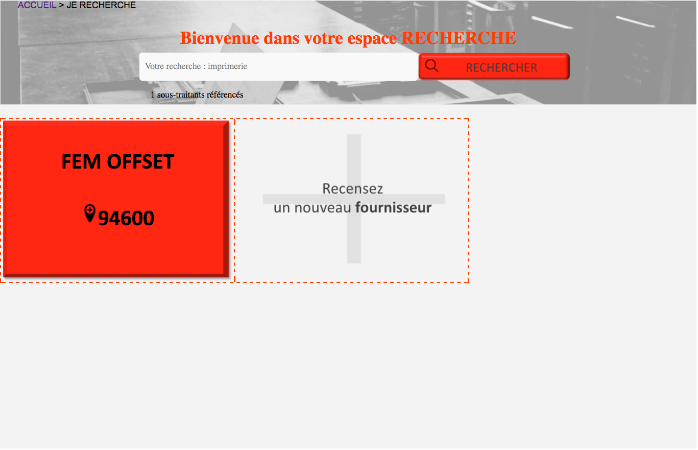 ACCUEIL > JE RECHERCHE
Bienvenue dans votre espace RECHERCHE
Votre recherche : imprimerie
RECHERCHER
1 sous-traitants référencés
FEM OFFSET
94600
Recensez
un nouveau fournisseur